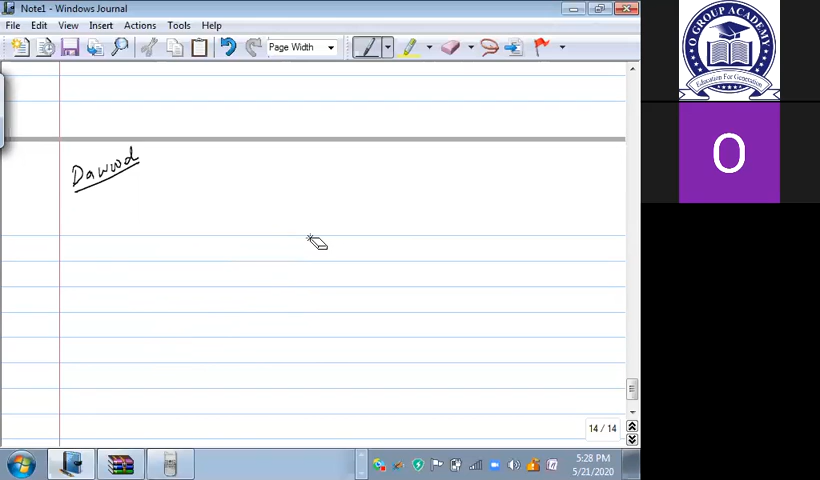 Note1 - Windows Journal
File Edit View Insert Actions Tools Help
Page Width
Dawood
14 / 14
5:28 PM
5/21/2020
O GROUP ACADEMY
Education For Generation
O